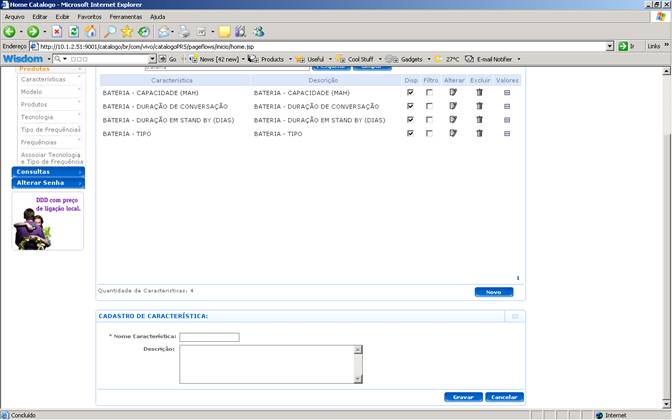 Home Catalogo - Microsoft Internet Explorer
Arquivo Editar Exibir Favoritos Ferramentas Ajuda
Voltar Pesquisar Favoritos
Endereço http://10.1.2.51:9001/catalogo/br/com/vivo/catalogoPRS/pageflows/inicio/home.jsp Ir Links »
Wisdom Go News [42 new] Products Useful Cool Stuff Gadgets 27°C E-mail Notifier
Produtos
Características
Modelo
Produtos
Tecnologia
Tipo de Frequências
Frequências
Associar Tecnologia
e Tipo de Frequência
Consultas
Alterar Senha
DDD com preço
de ligação local.
Característica Descrição Disp Filtro Alterar Excluir Valores
BATERIA - CAPACIDADE (MAH) BATERIA - CAPACIDADE (MAH)
BATERIA - DURAÇÃO DE CONVERSAÇÃO BATERIA - DURAÇÃO DE CONVERSAÇÃO
BATERIA - DURAÇÃO EM STAND BY (DIAS) BATERIA - DURAÇÃO EM STAND BY (DIAS)
BATERIA - TIPO BATERIA - TIPO
1
Quantidade de Características: 4 Novo
CADASTRO DE CARACTERÍSTICA:
* Nome Característica:
Descrição:
Gravar Cancelar
Concluído Internet